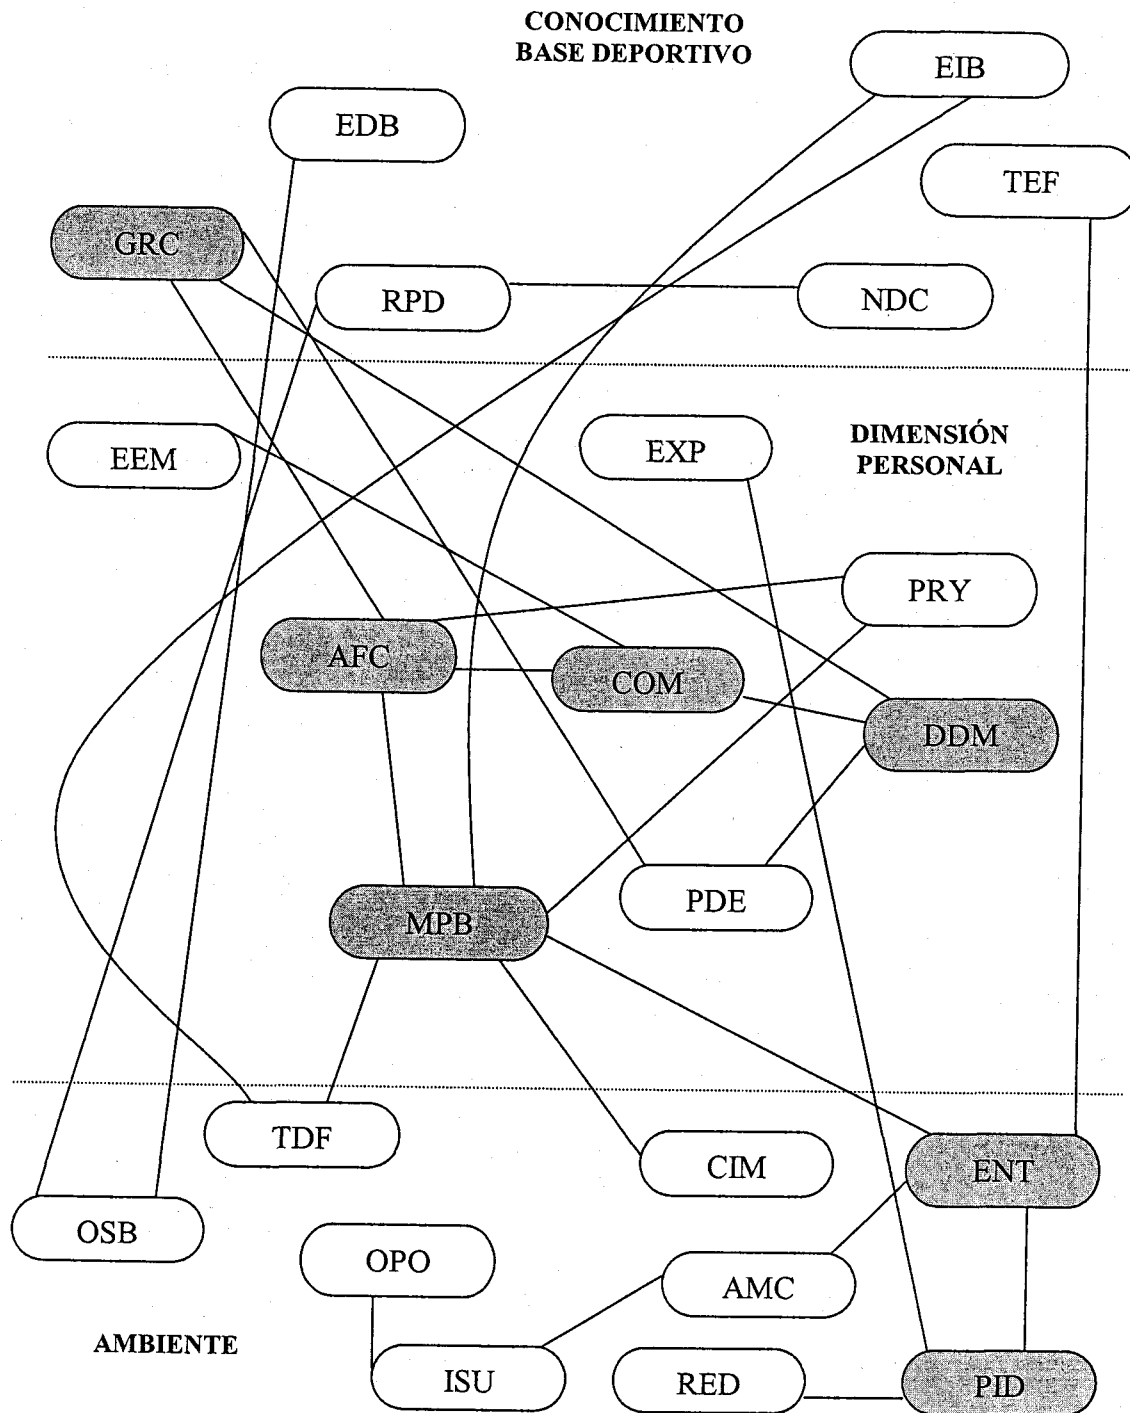 CONOCIMIENTO
BASE DEPORTIVO
EIB
EDB
TEF
GRC
RPD
NDC
EEM
EXP
DIMENSIÓN
PERSONAL
PRY
AFC
COM
DDM
PDE
MPB
TDF
CIM
ENT
OSB
OPO
AMC
AMBIENTE
ISU
RED
PID